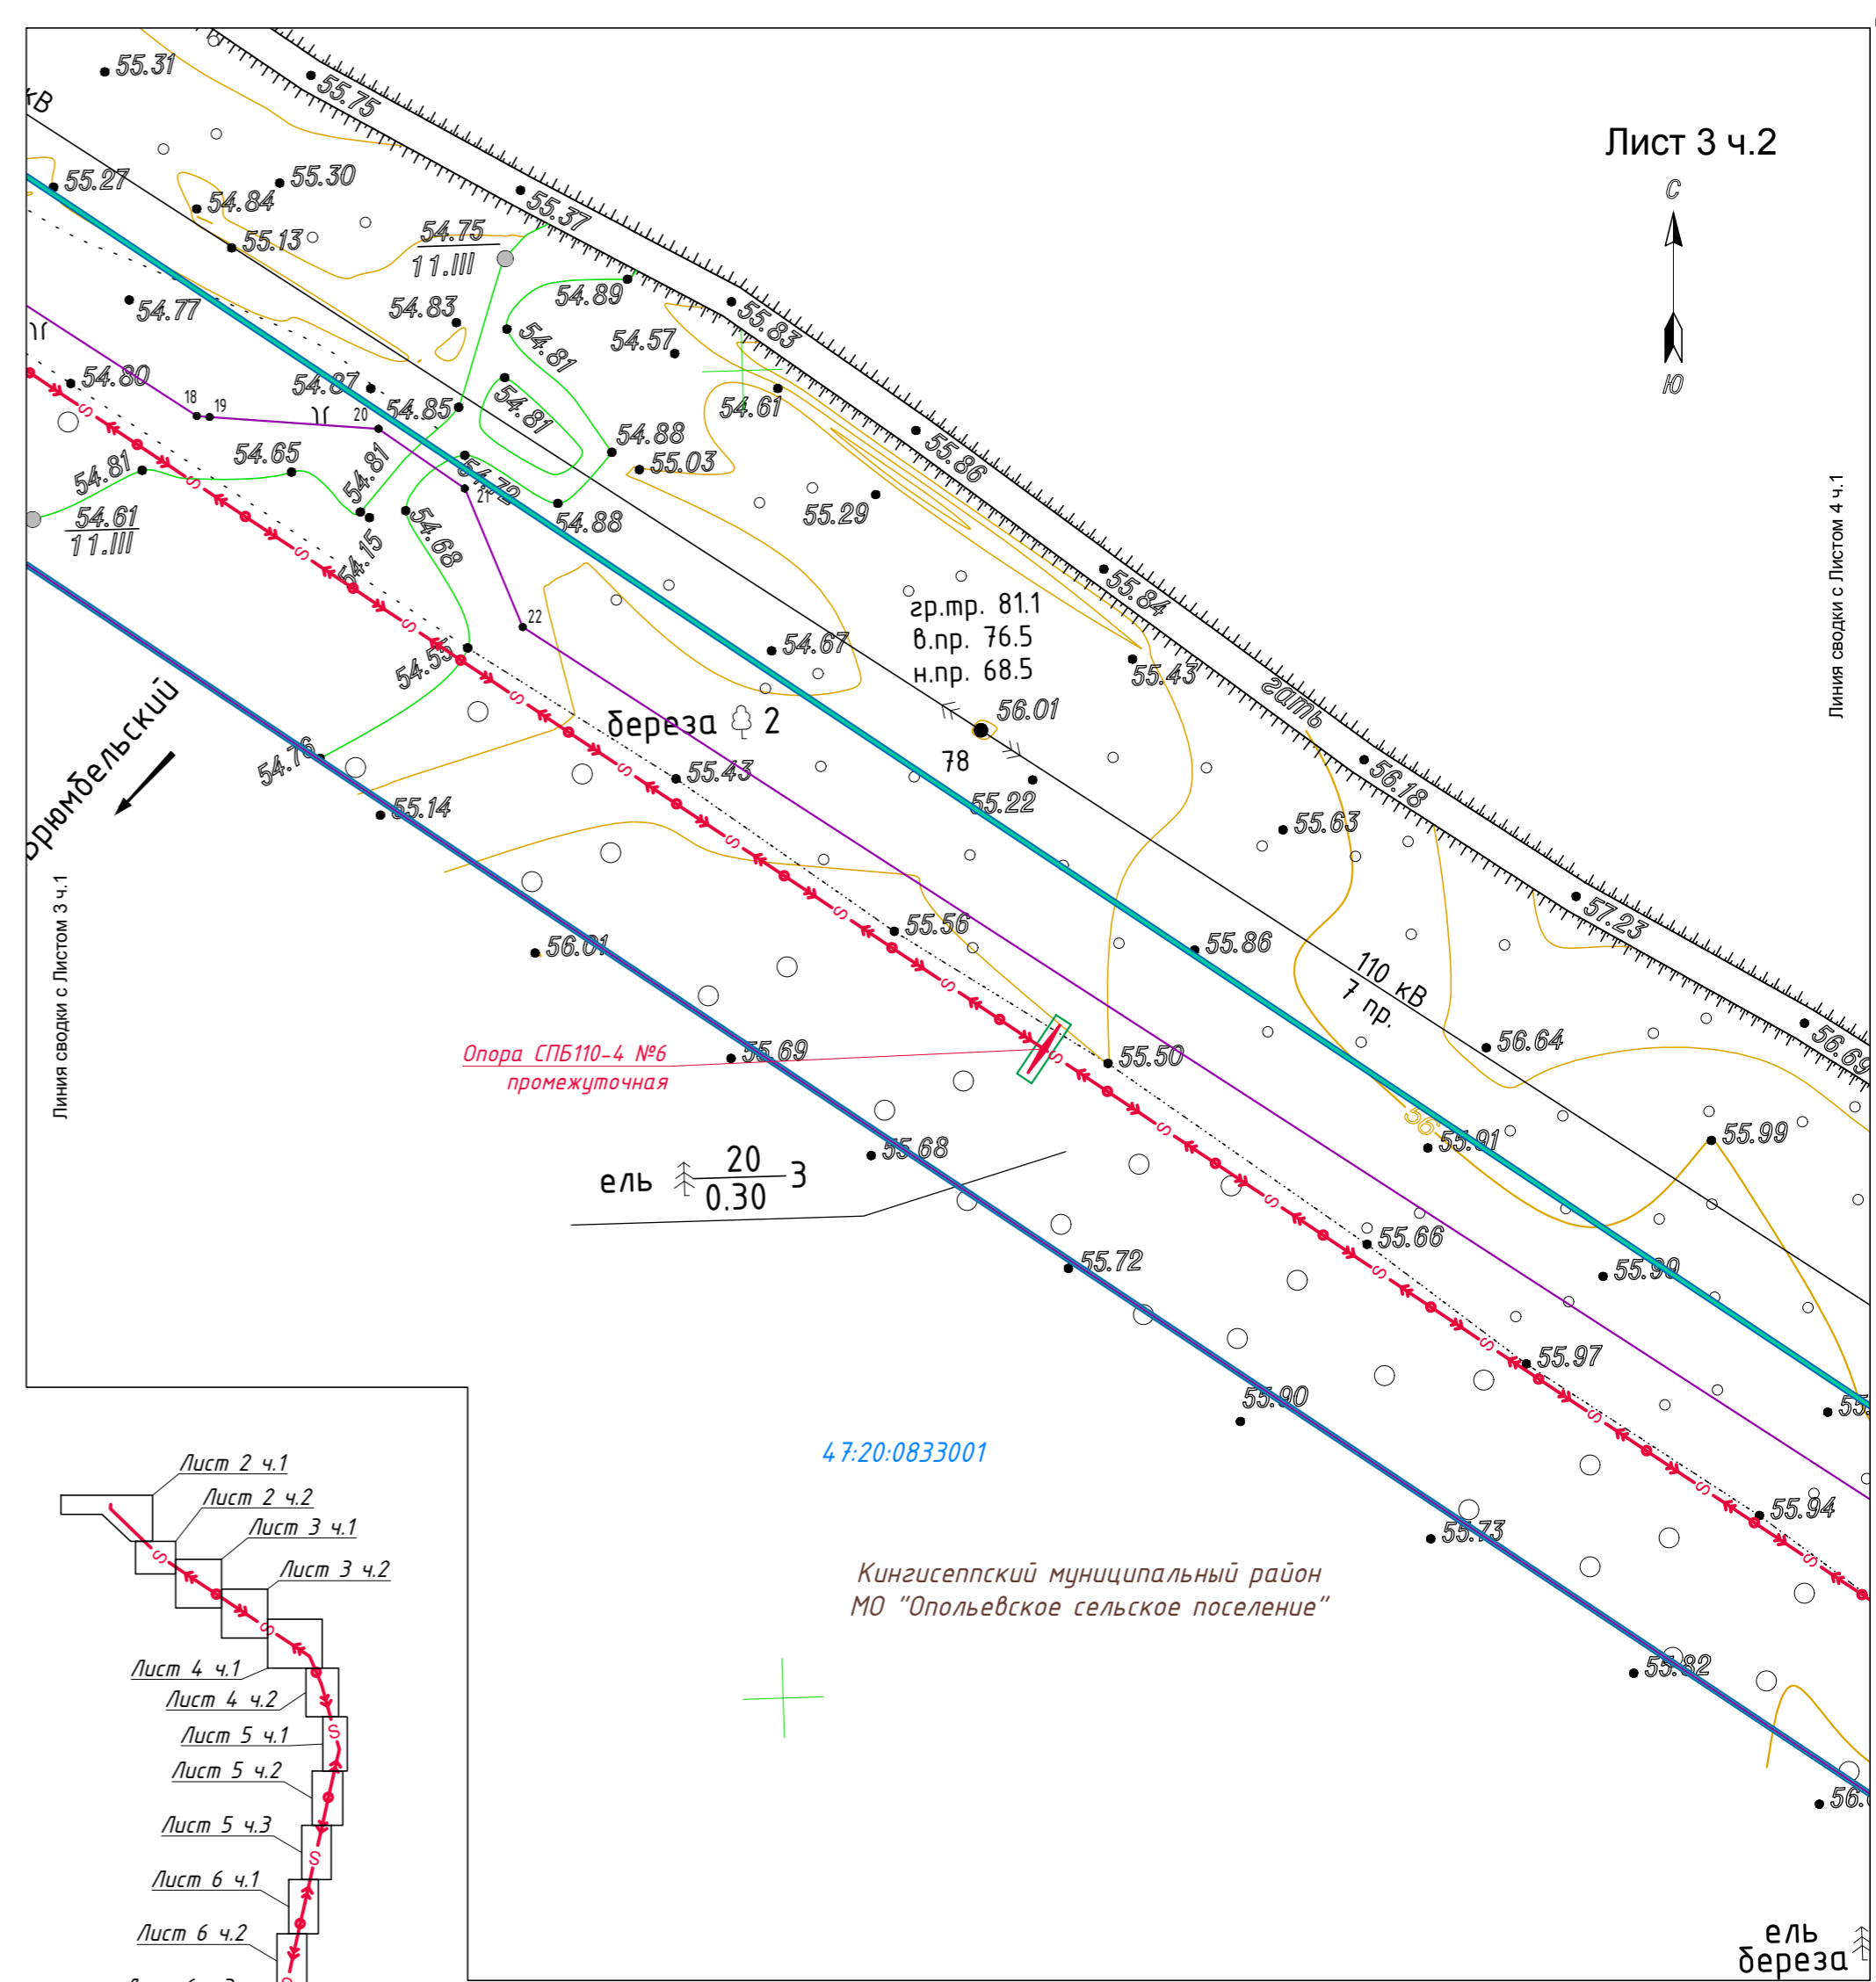 55.31
55.75
кВ
Лист 3 ч.2
С
Ю
55.27
55.30
54.84
55.13
55.37
54.75
11.III
54.77
54.83
54.89
54.81
54.57
55.83
54.80
54.87
54.85
54.81
54.61
18
19
20
54.81
54.65
54.81
54.88
55.03
55.86
54.72
21
54.88
55.29
54.61
11.III
54.15
54.68
55.84
22
гр.тр. 81.1
в.пр. 76.5
н.пр. 68.5
54.67
55.43
54.55
гать
56.01
береза 2
78
55.43
55.22
56.18
55.63
54.76
55.14
Линия сводки с Листом 4 ч.1
Линия сводки с Листом 3 ч.1
57.23
55.56
55.86
56.01
110 кВ
7 пр.
56.64
56.69
Опора СПБ110-4 №6
промежуточная
55.69
55.50
56
55.91
55.99
55.68
ель 20 3
0.30
55.66
55.99
55.72
55.97
55.90
47:20:0833001
55.94
55.73
Кингисеппский муниципальный район
МО "Опольевское сельское поселение"
55.82
Лист 2 ч.1
Лист 2 ч.2
Лист 3 ч.1
Лист 3 ч.2
Лист 4 ч.1
Лист 4 ч.2
Лист 5 ч.1
Лист 5 ч.2
Лист 5 ч.3
Лист 6 ч.1
Лист 6 ч.2
ель
береза